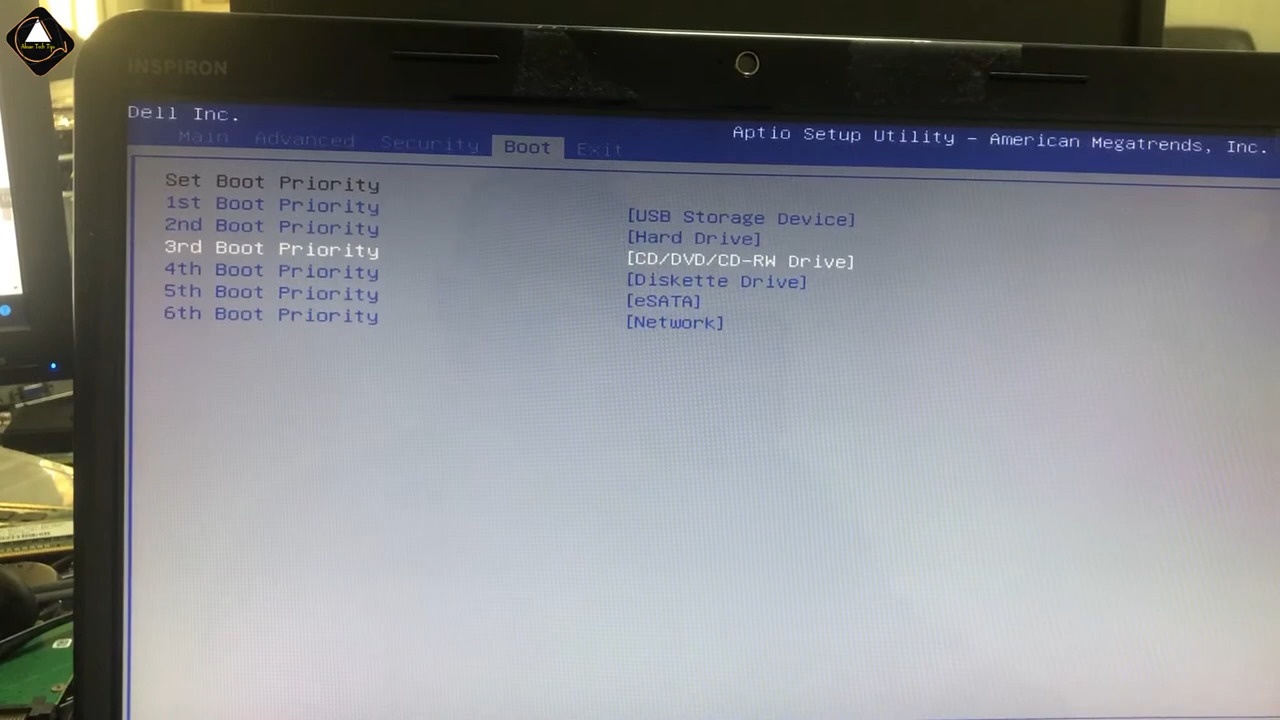 INSPIRON
Dell Inc.
Aptio Setup Utility - American Megatrends, Inc.
Main Advanced Security Boot Exit
Set Boot Priority
1st Boot Priority [USB Storage Device]
2nd Boot Priority [Hard Drive]
3rd Boot Priority [CD/DVD/CD-RW Drive]
4th Boot Priority [Diskette Drive]
5th Boot Priority [eSATA]
6th Boot Priority [Network]